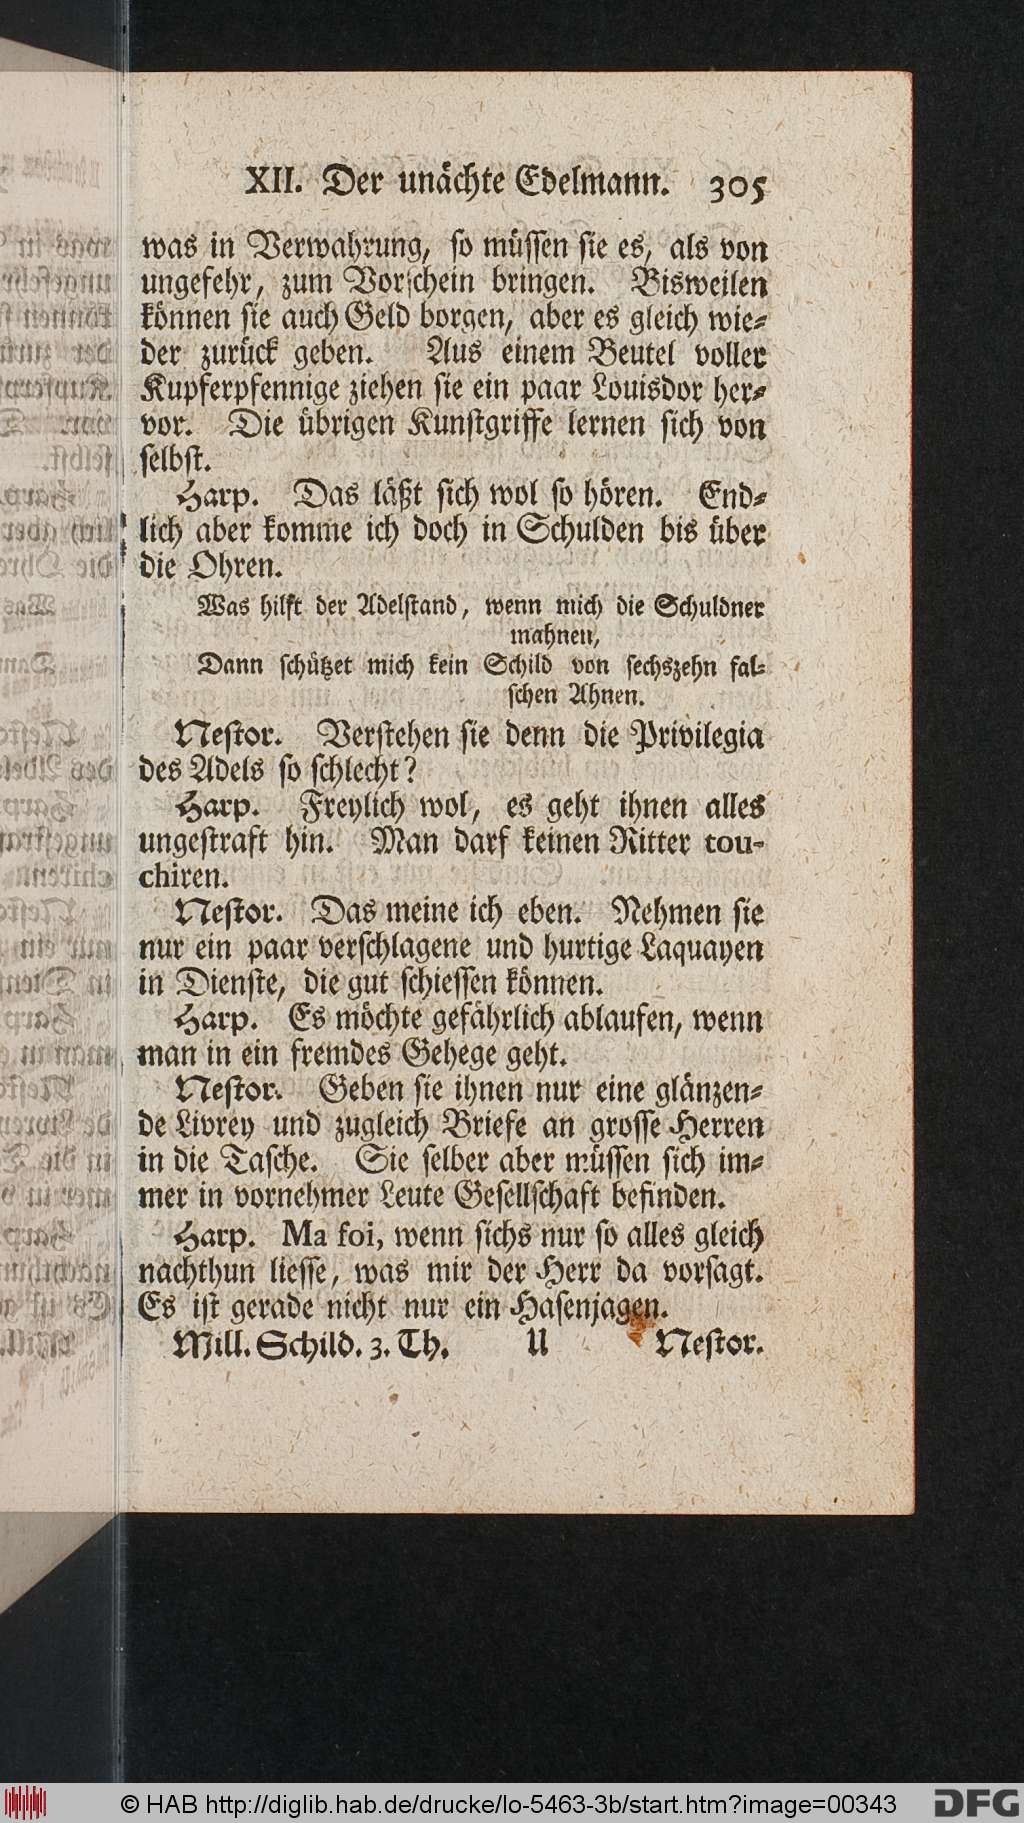 XII. Der unächte Edelmann. 305
was in Verwahrung, so müssen sie es, als von
ungefehr, zum Vorschein bringen. Bisweilen
können sie auch Geld borgen, aber es gleich wie-
der zurück geben. Aus einem Beutel voller
Kupferpfennige ziehen sie ein paar Louisdor her-
vor. Die übrigen Kunstgriffe lernen sich von
selbst.
Harp. Das läßt sich wol so hören. End-
lich aber komme ich doch in Schulden bis über
die Ohren.
Was hilft der Adelstand, wenn mich die Schuldner
mahnen,
Dann schützet mich kein Schild von sechszehn fal-
schen Ahnen.
Nestor. Verstehen sie denn die Privilegia
des Adels so schlecht?
Harp. Freylich wol, es geht ihnen alles
ungestraft hin. Man darf keinen Ritter tou-
chiren.
Nestor. Das meine ich eben. Nehmen sie
nur ein paar verschlagene und hurtige Laquayen
in Dienste, die gut schiessen können.
Harp. Es möchte gefährlich ablaufen, wenn
man in ein fremdes Gehege geht.
Nestor. Geben sie ihnen nur eine glänzen-
de Livrey und zugleich Briefe an grosse Herren
in die Tasche. Sie selber aber müssen sich im-
mer in vornehmer Leute Gesellschaft befinden.
Harp. Ma foi, wenn sichs nur so alles gleich
nachthun liesse, was mir der Herr da vorsagt.
Es ist gerade nicht nur ein Hasenjagen.
Mill. Schild. 3. Th. U Nestor.
© HAB http://diglib.hab.de/drucke/lo-5463-3b/start.htm?image=00343
DFG